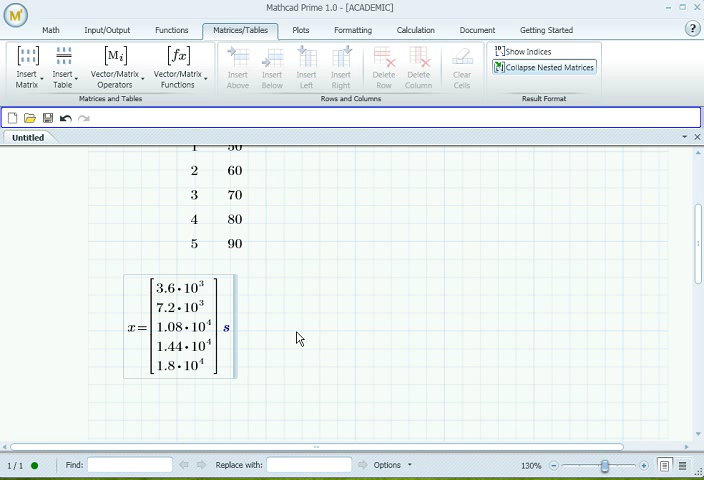 Mathcad Prime 1.0 - [ACADEMIC]
Math Input/Output Functions Matrices/Tables Plots Formatting Calculation Document Getting Started
Insert Matrix Insert Table Vector/Matrix Operators Vector/Matrix Functions Insert Above Insert Below Insert Left Insert Right Delete Row Delete Column Clear Cells Show Indices Collapse Nested Matrices
Matrices and Tables Rows and Columns Result Format
Untitled
1 50
2 60
3 70
4 80
5 90
3.6·10³
7.2·10³
x= 1.08·10⁴ s
1.44·10⁴
1.8·10⁴
1 / 1 Find: Replace with: Options 130%